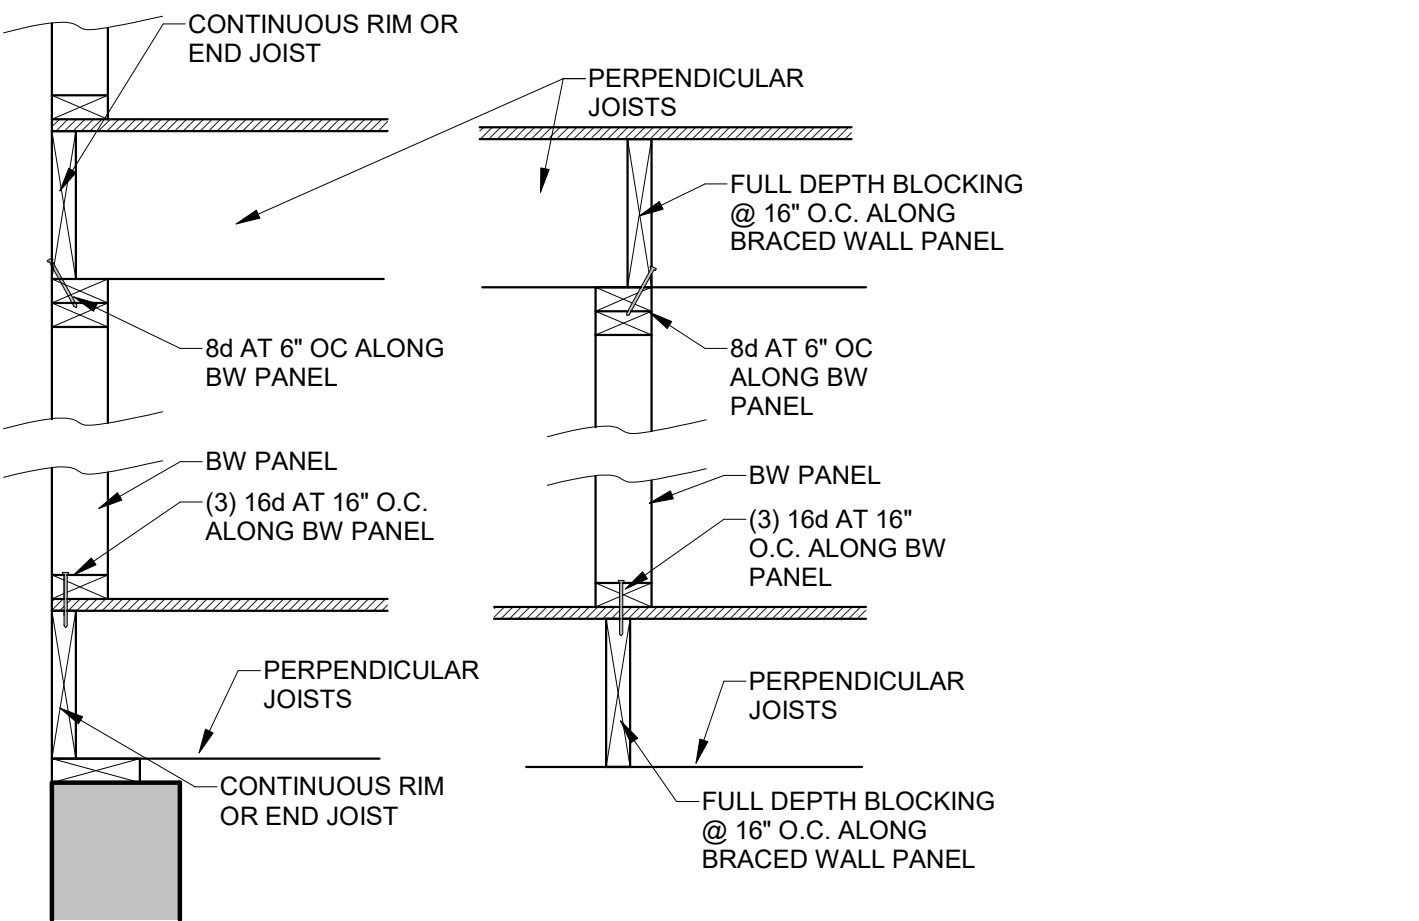 CONTINUOUS RIM OR
END JOIST
PERPENDICULAR
JOISTS
FULL DEPTH BLOCKING
@ 16" O.C. ALONG
BRACED WALL PANEL
8d AT 6" OC ALONG
BW PANEL
8d AT 6" OC
ALONG BW
PANEL
BW PANEL
(3) 16d AT 16" O.C.
ALONG BW PANEL
BW PANEL
(3) 16d AT 16"
O.C. ALONG BW
PANEL
PERPENDICULAR
JOISTS
PERPENDICULAR
JOISTS
CONTINUOUS RIM
OR END JOIST
FULL DEPTH BLOCKING
@ 16" O.C. ALONG
BRACED WALL PANEL